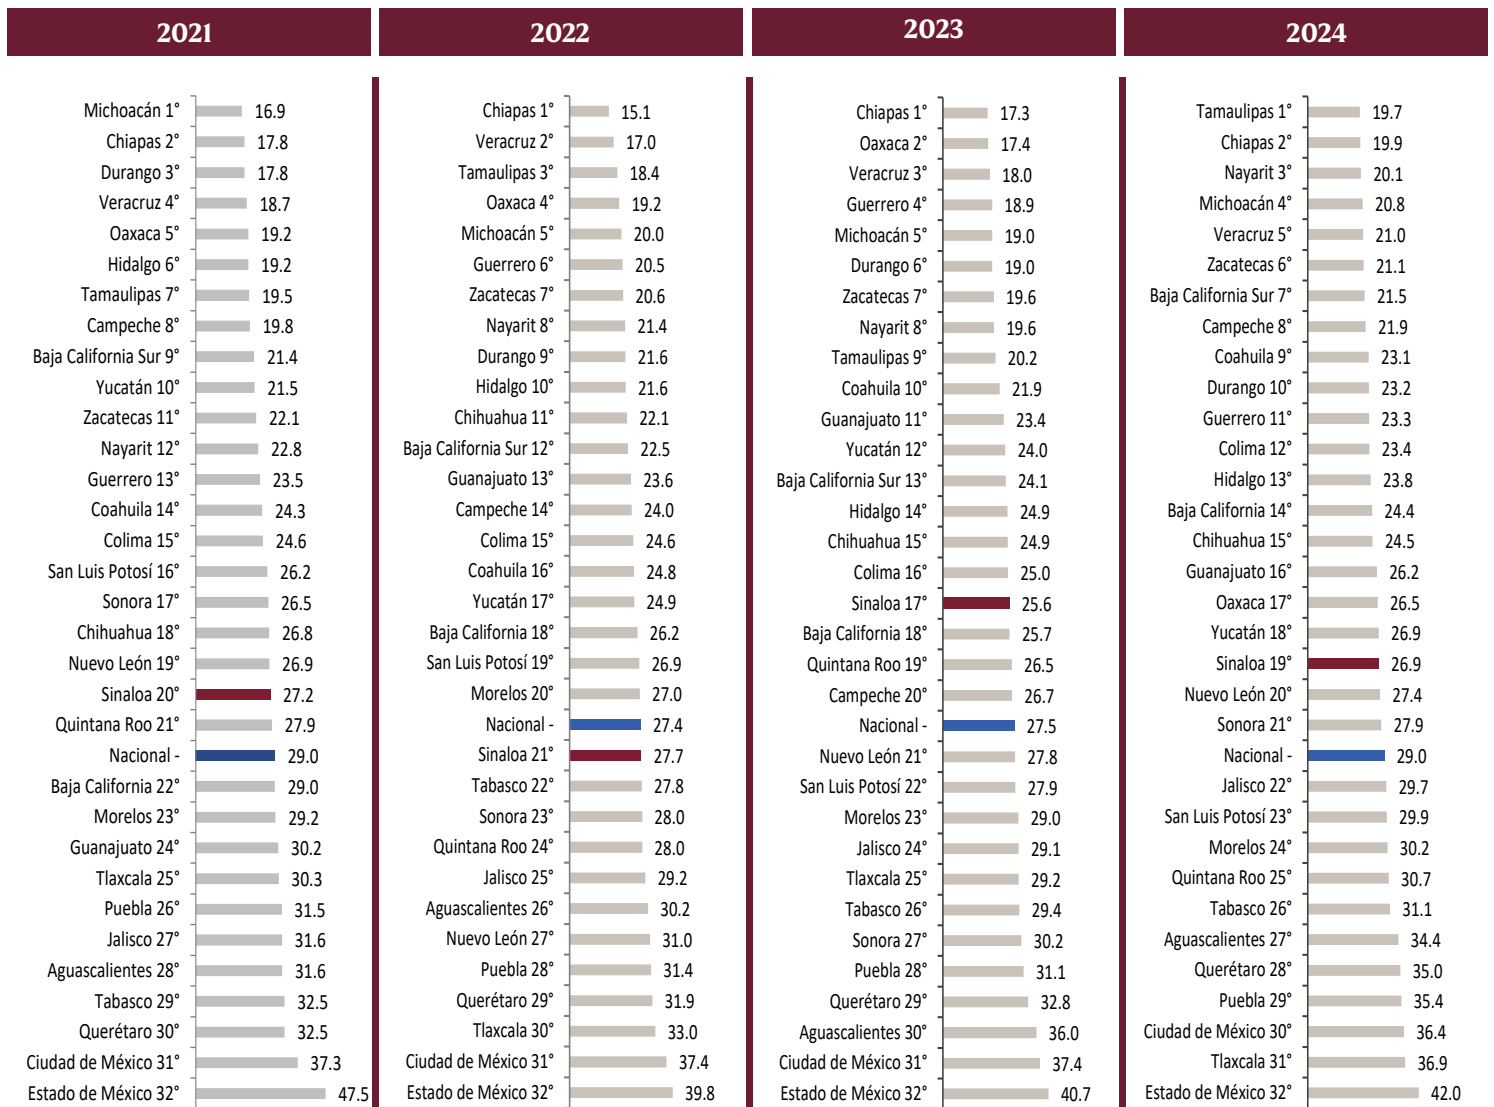 2021
Michoacán 1° 16.9
Chiapas 2° 17.8
Durango 3° 17.8
Veracruz 4° 18.7
Oaxaca 5° 19.2
Hidalgo 6° 19.2
Tamaulipas 7° 19.5
Campeche 8° 19.8
Baja California Sur 9° 21.4
Yucatán 10° 21.5
Zacatecas 11° 22.1
Nayarit 12° 22.8
Guerrero 13° 23.5
Coahuila 14° 24.3
Colima 15° 24.6
San Luis Potosí 16° 26.2
Sonora 17° 26.5
Chihuahua 18° 26.8
Nuevo León 19° 26.9
Sinaloa 20° 27.2
Quintana Roo 21° 27.9
Nacional - 29.0
Baja California 22° 29.0
Morelos 23° 29.2
Guanajuato 24° 30.2
Tlaxcala 25° 30.3
Puebla 26° 31.5
Jalisco 27° 31.6
Aguascalientes 28° 31.6
Tabasco 29° 32.5
Querétaro 30° 32.5
Ciudad de México 31° 37.3
Estado de México 32° 47.5
2022
Chiapas 1° 15.1
Veracruz 2° 17.0
Tamaulipas 3° 18.4
Oaxaca 4° 19.2
Michoacán 5° 20.0
Guerrero 6° 20.5
Zacatecas 7° 20.6
Nayarit 8° 21.4
Durango 9° 21.6
Hidalgo 10° 21.6
Chihuahua 11° 22.1
Baja California Sur 12° 22.5
Guanajuato 13° 23.6
Campeche 14° 24.0
Colima 15° 24.6
Coahuila 16° 24.8
Yucatán 17° 24.9
Baja California 18° 26.2
San Luis Potosí 19° 26.9
Morelos 20° 27.0
Nacional - 27.4
Sinaloa 21° 27.7
Tabasco 22° 27.8
Sonora 23° 28.0
Quintana Roo 24° 28.0
Jalisco 25° 29.2
Aguascalientes 26° 30.2
Nuevo León 27° 31.0
Puebla 28° 31.4
Querétaro 29° 31.9
Tlaxcala 30° 33.0
Ciudad de México 31° 37.4
Estado de México 32° 39.8
2023
Chiapas 1° 17.3
Oaxaca 2° 17.4
Veracruz 3° 18.0
Guerrero 4° 18.9
Michoacán 5° 19.0
Durango 6° 19.0
Zacatecas 7° 19.6
Nayarit 8° 19.6
Tamaulipas 9° 20.2
Coahuila 10° 21.9
Guanajuato 11° 23.4
Yucatán 12° 24.0
Baja California Sur 13° 24.1
Hidalgo 14° 24.9
Chihuahua 15° 24.9
Colima 16° 25.0
Sinaloa 17° 25.6
Baja California 18° 25.7
Quintana Roo 19° 26.5
Campeche 20° 26.7
Nacional - 27.5
Nuevo León 21° 27.8
San Luis Potosí 22° 27.9
Morelos 23° 29.0
Jalisco 24° 29.1
Tlaxcala 25° 29.2
Tabasco 26° 29.4
Sonora 27° 30.2
Puebla 28° 31.1
Querétaro 29° 32.8
Aguascalientes 30° 36.0
Ciudad de México 31° 37.4
Estado de México 32° 40.7
2024
Tamaulipas 1° 19.7
Chiapas 2° 19.9
Nayarit 3° 20.1
Michoacán 4° 20.8
Veracruz 5° 21.0
Zacatecas 6° 21.1
Baja California Sur 7° 21.5
Campeche 8° 21.9
Coahuila 9° 23.1
Durango 10° 23.2
Guerrero 11° 23.3
Colima 12° 23.4
Hidalgo 13° 23.8
Baja California 14° 24.4
Chihuahua 15° 24.5
Guanajuato 16° 26.2
Oaxaca 17° 26.5
Yucatán 18° 26.9
Sinaloa 19° 26.9
Nuevo León 20° 27.4
Sonora 21° 27.9
Nacional - 29.0
Jalisco 22° 29.7
San Luis Potosí 23° 29.9
Morelos 24° 30.2
Quintana Roo 25° 30.7
Tabasco 26° 31.1
Aguascalientes 27° 34.4
Querétaro 28° 35.0
Puebla 29° 35.4
Ciudad de México 30° 36.4
Tlaxcala 31° 36.9
Estado de México 32° 42.0